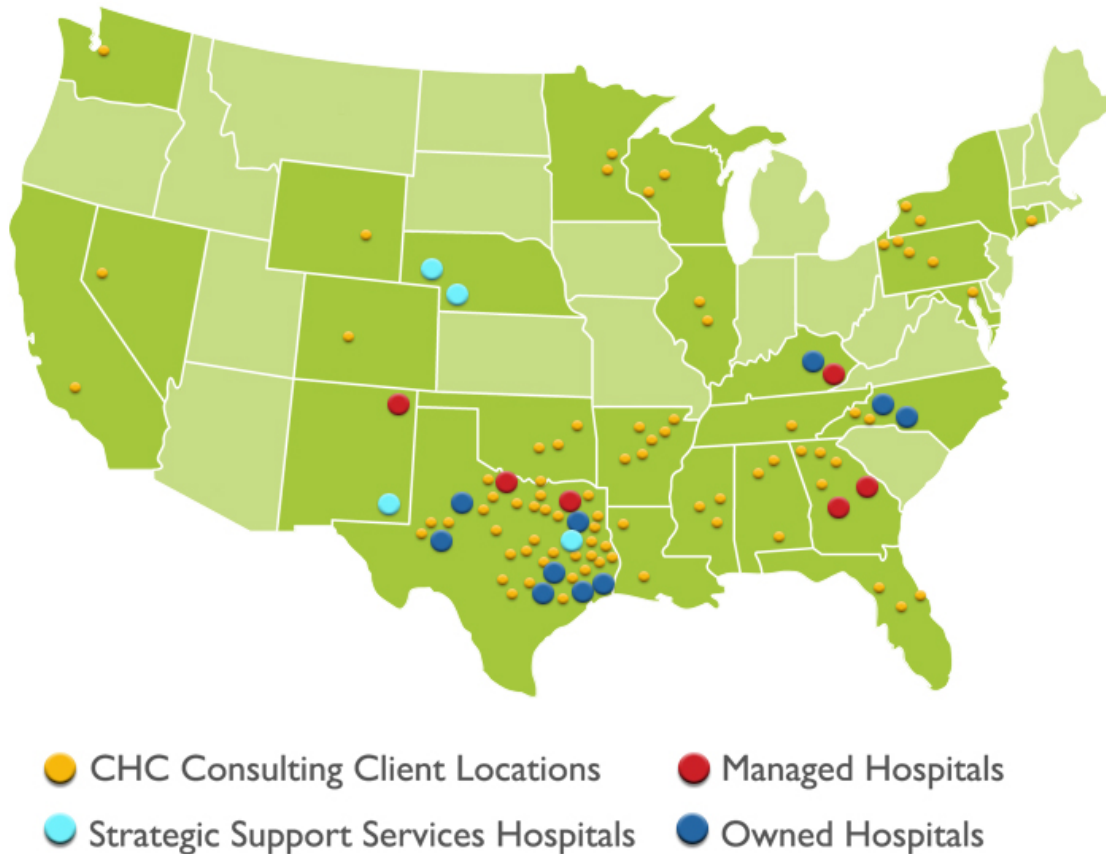 CHC Consulting Client Locations
Managed Hospitals
Strategic Support Services Hospitals
Owned Hospitals